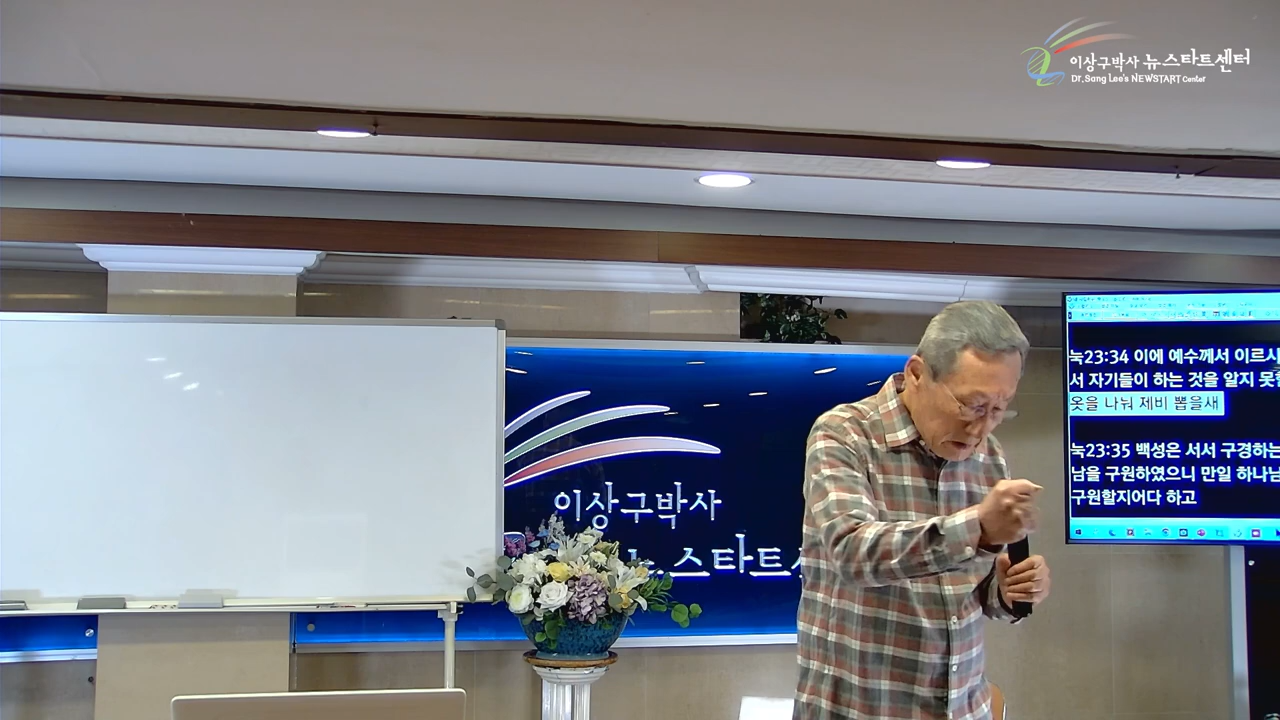 이상구박사 뉴스타트센터
Dr. Sang Lee's NEWSTART Center
이상구박사
뉴스타트
눅23:34 이에 예수께서 이르시
서 자기들이 하는 것을 알지 못
옷을 나눠 제비 뽑을새
눅23:35 백성은 서서 구경하는
남을 구원하였으니 만일 하나님
구원할지어다 하고